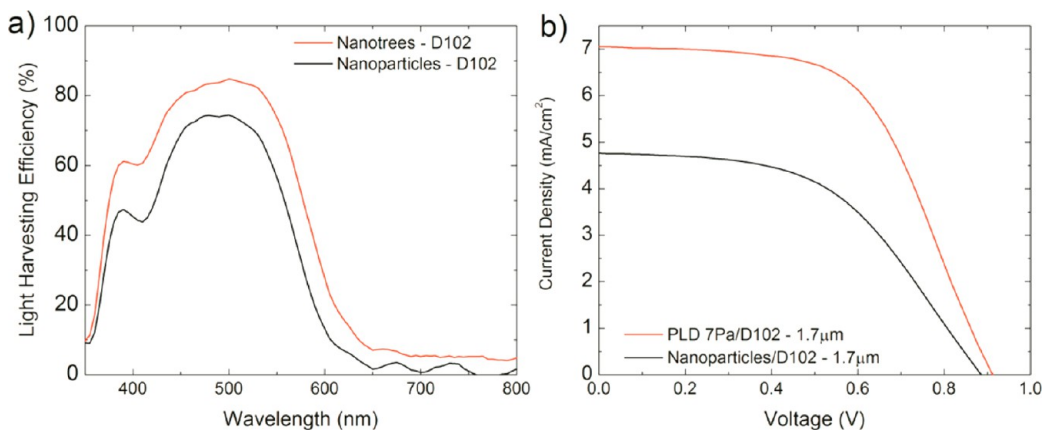 a)
Light Harvesting Efficiency (%)
100
80
60
40
20
0
Nanotrees - D102
Nanoparticles - D102
400 500 600 700 800
Wavelength (nm)
b)
Current Density (mA/cm²)
7
6
5
4
3
2
1
0
PLD 7Pa/D102 - 1.7μm
Nanoparticles/D102 - 1.7μm
0.0 0.2 0.4 0.6 0.8 1.0
Voltage (V)